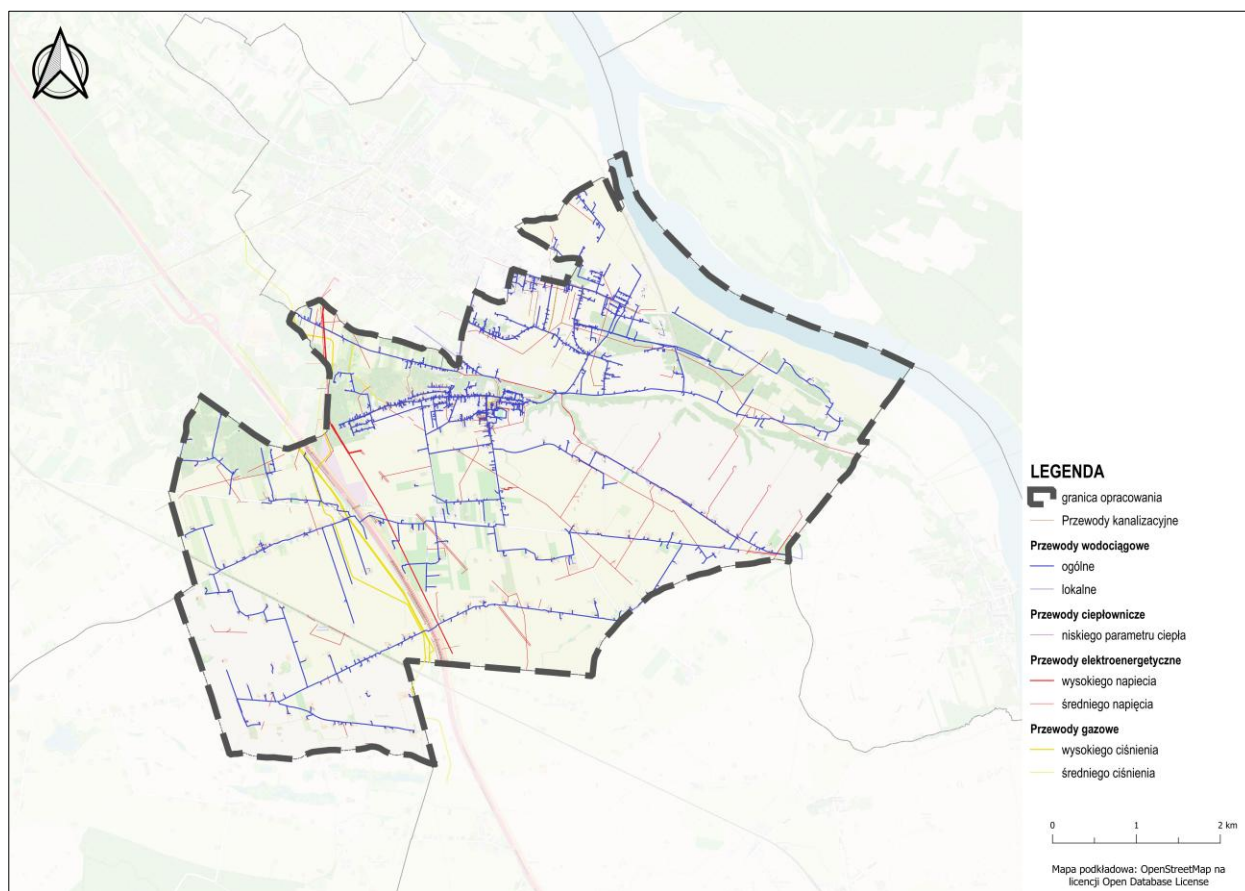 LEGENDA
granica opracowania
Przewody kanalizacyjne
Przewody wodociągowe
ogólne
lokalne
Przewody ciepłownicze
niskiego parametru ciepła
Przewody elektroenergetyczne
wysokiego napiecia
średniego napięcia
Przewody gazowe
wysokiego ciśnienia
średniego ciśnienia
0 1 2 km
Mapa podkładowa: OpenStreetMap na
licencji Open Database License